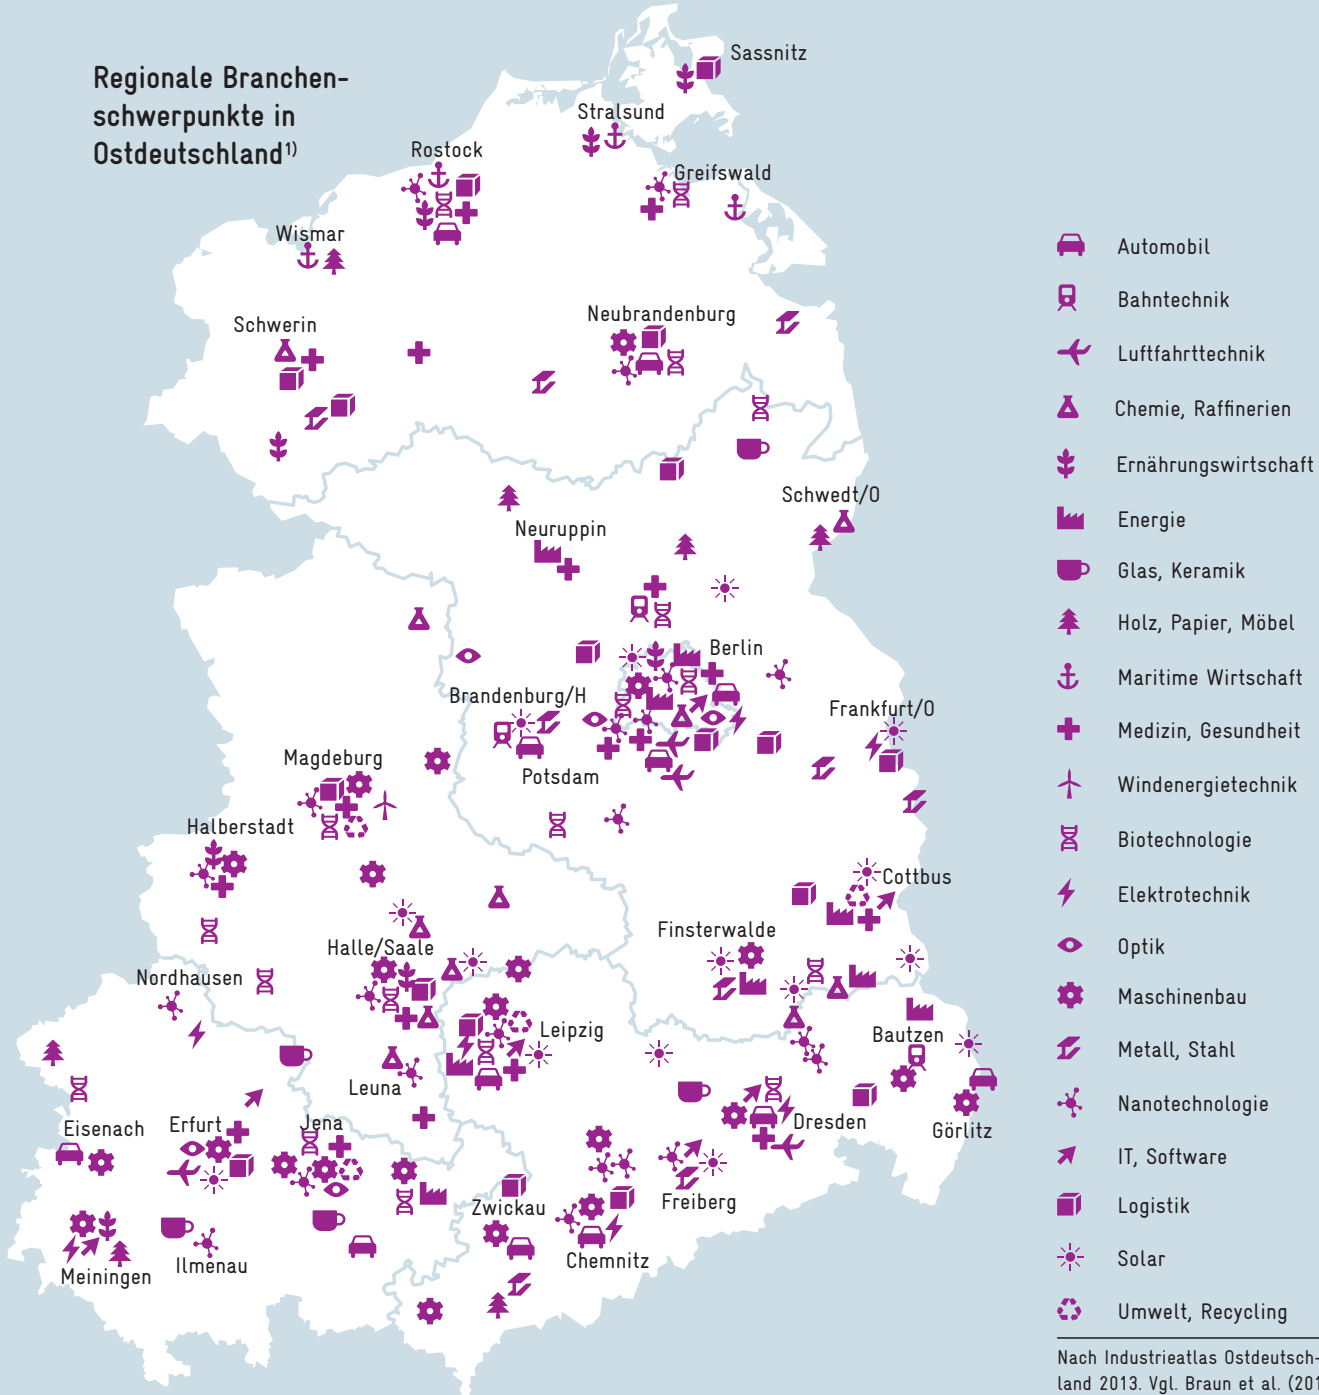 Regionale Branchen-
schwerpunkte in
Ostdeutschland¹⁾
Sassnitz
Stralsund
Rostock
Greifswald
Wismar
Schwerin
Neubrandenburg
Schwedt/O
Neuruppin
Berlin
Brandenburg/H
Frankfurt/O
Potsdam
Magdeburg
Halberstadt
Cottbus
Finsterwalde
Halle/Saale
Nordhausen
Leipzig
Bautzen
Leuna
Eisenach
Erfurt
Jena
Dresden
Görlitz
Freiberg
Zwickau
Chemnitz
Meiningen
Ilmenau
Automobil
Bahntechnik
Luftfahrttechnik
Chemie, Raffinerien
Ernährungswirtschaft
Energie
Glas, Keramik
Holz, Papier, Möbel
Maritime Wirtschaft
Medizin, Gesundheit
Windenergietechnik
Biotechnologie
Elektrotechnik
Optik
Maschinenbau
Metall, Stahl
Nanotechnologie
IT, Software
Logistik
Solar
Umwelt, Recycling
Nach Industrieatlas Ostdeutsch-
land 2013. Vgl. Braun et al. (201